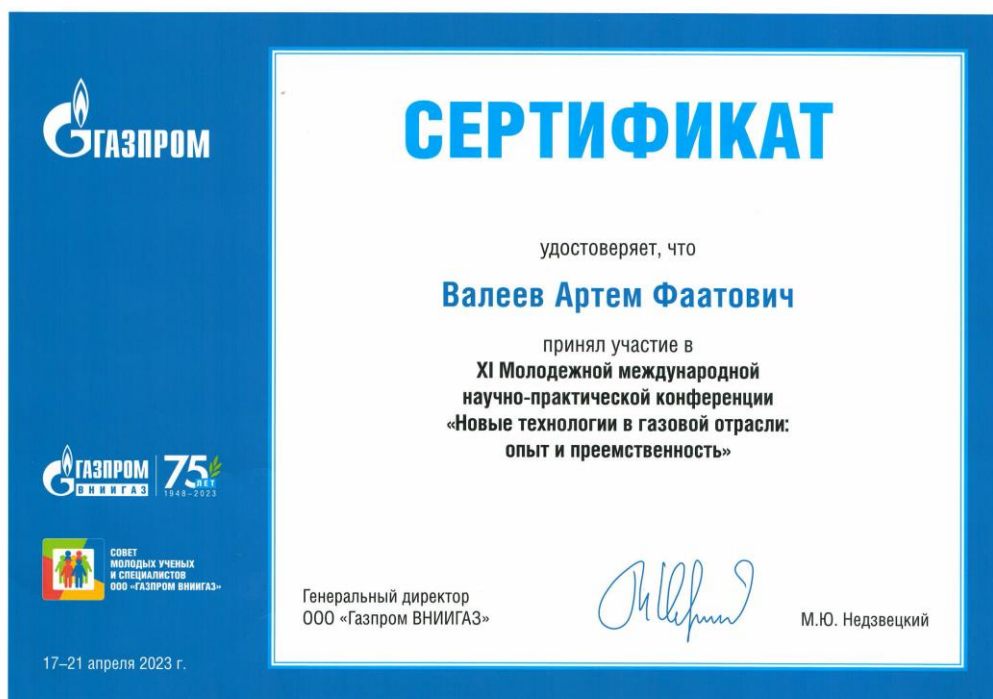 ГАЗПРОМ
СЕРТИФИКАТ
удостоверяет, что
Валеев Артем Фаатович
принял участие в
XI Молодежной международной
научно-практической конференции
«Новые технологии в газовой отрасли:
опыт и преемственность»
ГАЗПРОМ
ВНИИГАЗ
75
ЛЕТ
1948–2023
СОВЕТ
МОЛОДЫХ УЧЕНЫХ
И СПЕЦИАЛИСТОВ
ООО «ГАЗПРОМ ВНИИГАЗ»
Генеральный директор
ООО «Газпром ВНИИГАЗ»
М.Ю. Недзвецкий
17–21 апреля 2023 г.